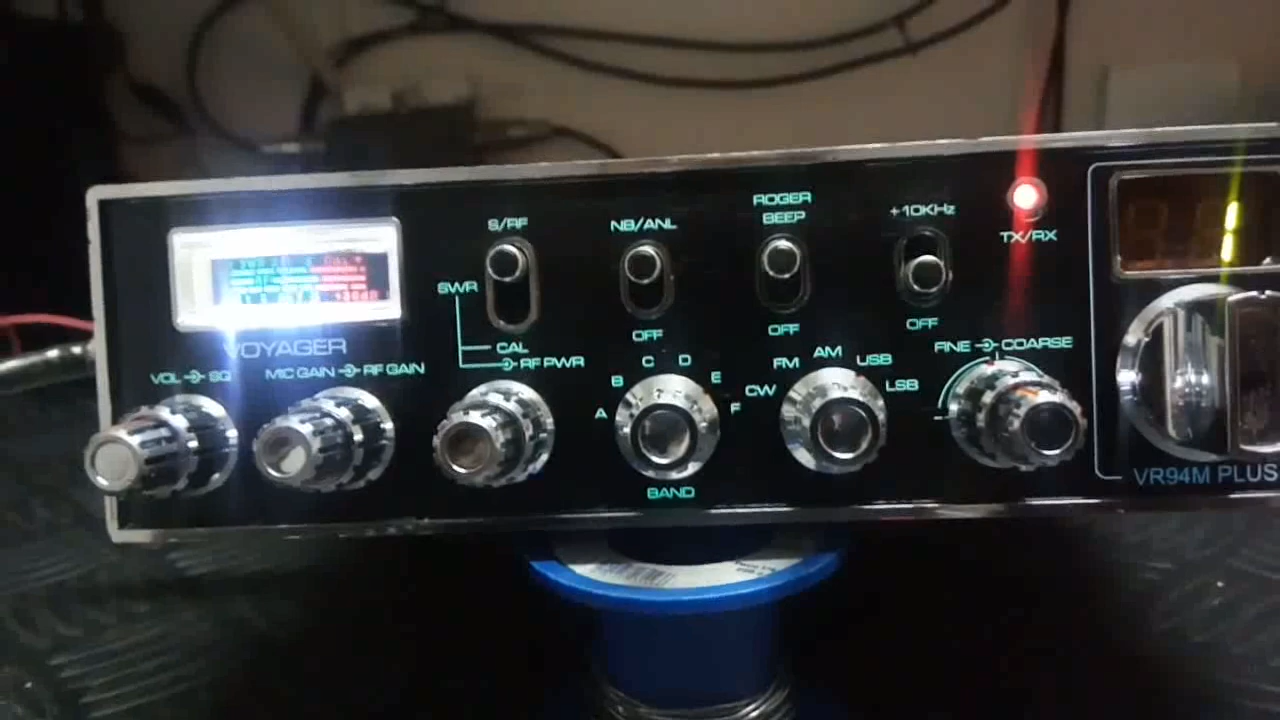 S/RF
NB/ANL
ROGER
BEEP
+10KHz
TX/RX
SWR
CAL
RF PWR
OFF
OFF
OFF
VOYAGER
VOL SQ
MIC GAIN RF GAIN
A B C D E F
BAND
CW FM AM USB LSB
FINE COARSE
VR94M PLUS